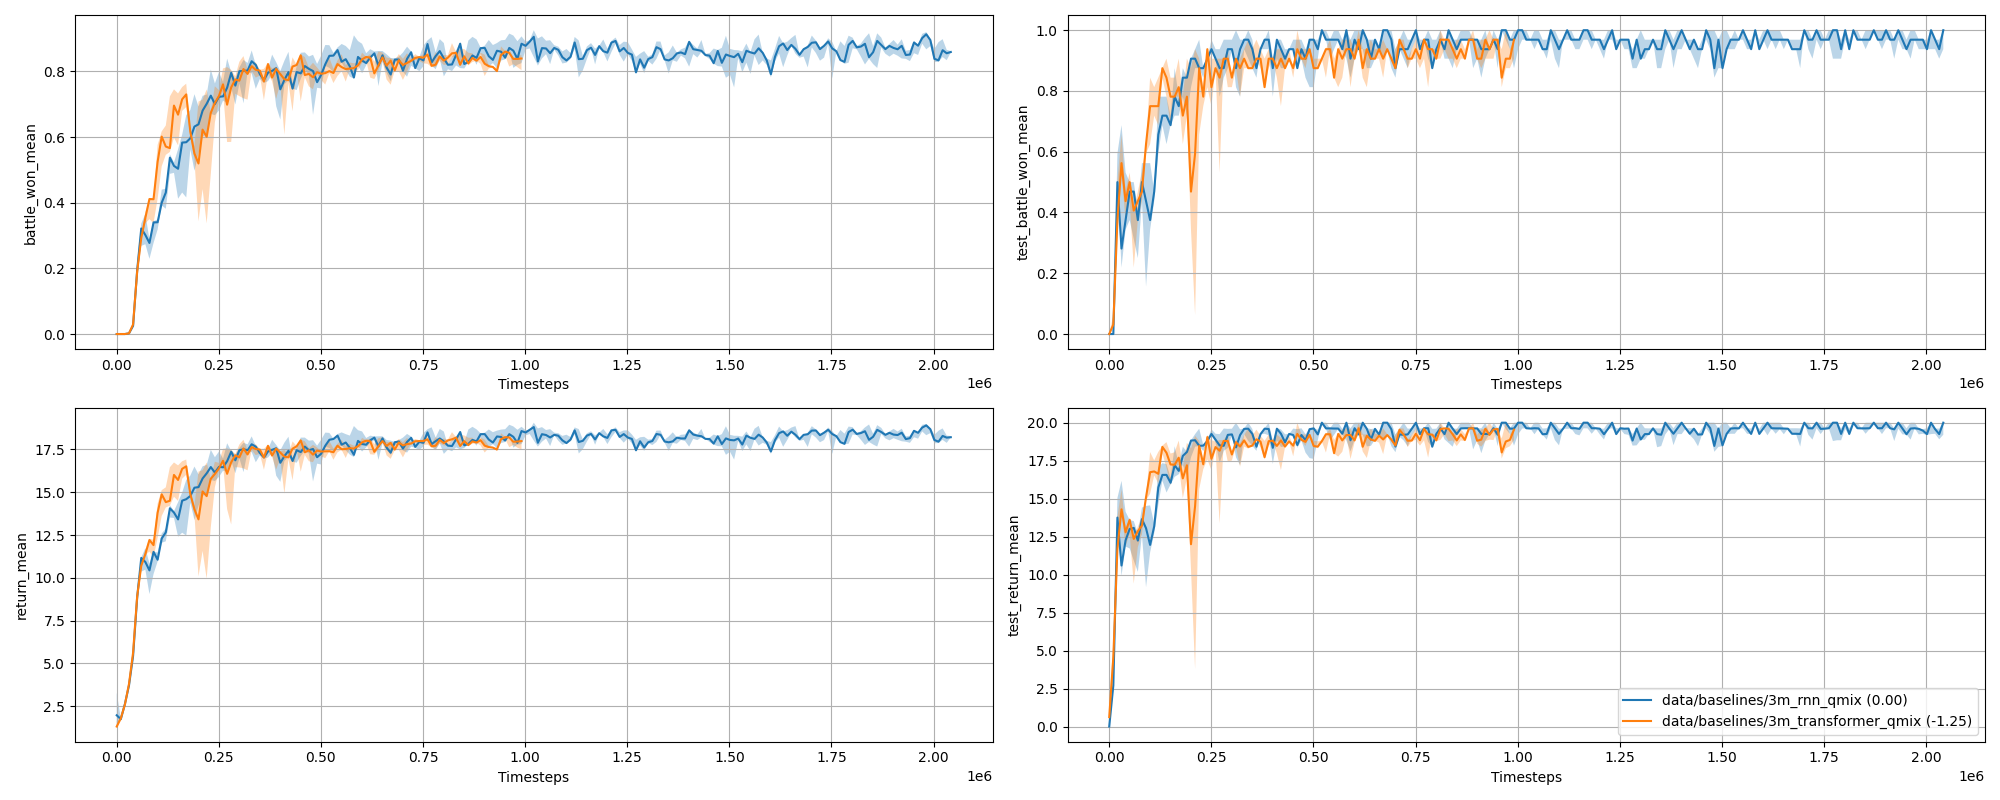 battle_won_mean
0.8
0.6
0.4
0.2
0.0
0.00 0.25 0.50 0.75 1.00 1.25 1.50 1.75 2.00
Timesteps
1e6
test_battle_won_mean
1.0
0.8
0.6
0.4
0.2
0.0
0.00 0.25 0.50 0.75 1.00 1.25 1.50 1.75 2.00
Timesteps
1e6
return_mean
17.5
15.0
12.5
10.0
7.5
5.0
2.5
0.00 0.25 0.50 0.75 1.00 1.25 1.50 1.75 2.00
Timesteps
1e6
test_return_mean
20.0
17.5
15.0
12.5
10.0
7.5
5.0
2.5
0.0
data/baselines/3m_rnn_qmix (0.00)
data/baselines/3m_transformer_qmix (-1.25)
0.00 0.25 0.50 0.75 1.00 1.25 1.50 1.75 2.00
Timesteps
1e6